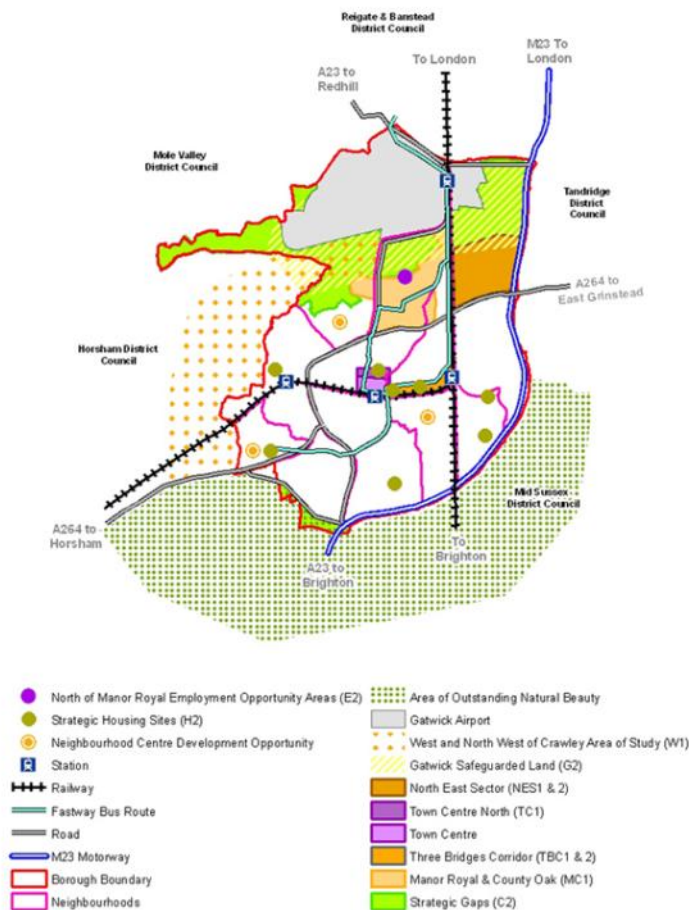 Reigate & Banstead
District Council
To London
M23 To
London
A23 to
Redhill
Mole Valley
District Council
Tandridge
District
Council
A264 to
East Grinstead
Horsham District
Council
Mid Sussex
District Council
A264 to
Horsham
To
Brighton
A23 to
Brighton
North of Manor Royal Employment Opportunity Areas (E2)
Strategic Housing Sites (H2)
Neighbourhood Centre Development Opportunity
Station
Railway
Fastway Bus Route
Road
M23 Motorway
Borough Boundary
Neighbourhoods
Area of Outstanding Natural Beauty
Gatwick Airport
West and North West of Crawley Area of Study (W1)
Gatwick Safeguarded Land (G2)
North East Sector (NES1 & 2)
Town Centre North (TC1)
Town Centre
Three Bridges Corridor (TBC1 & 2)
Manor Royal & County Oak (MC1)
Strategic Gaps (C2)